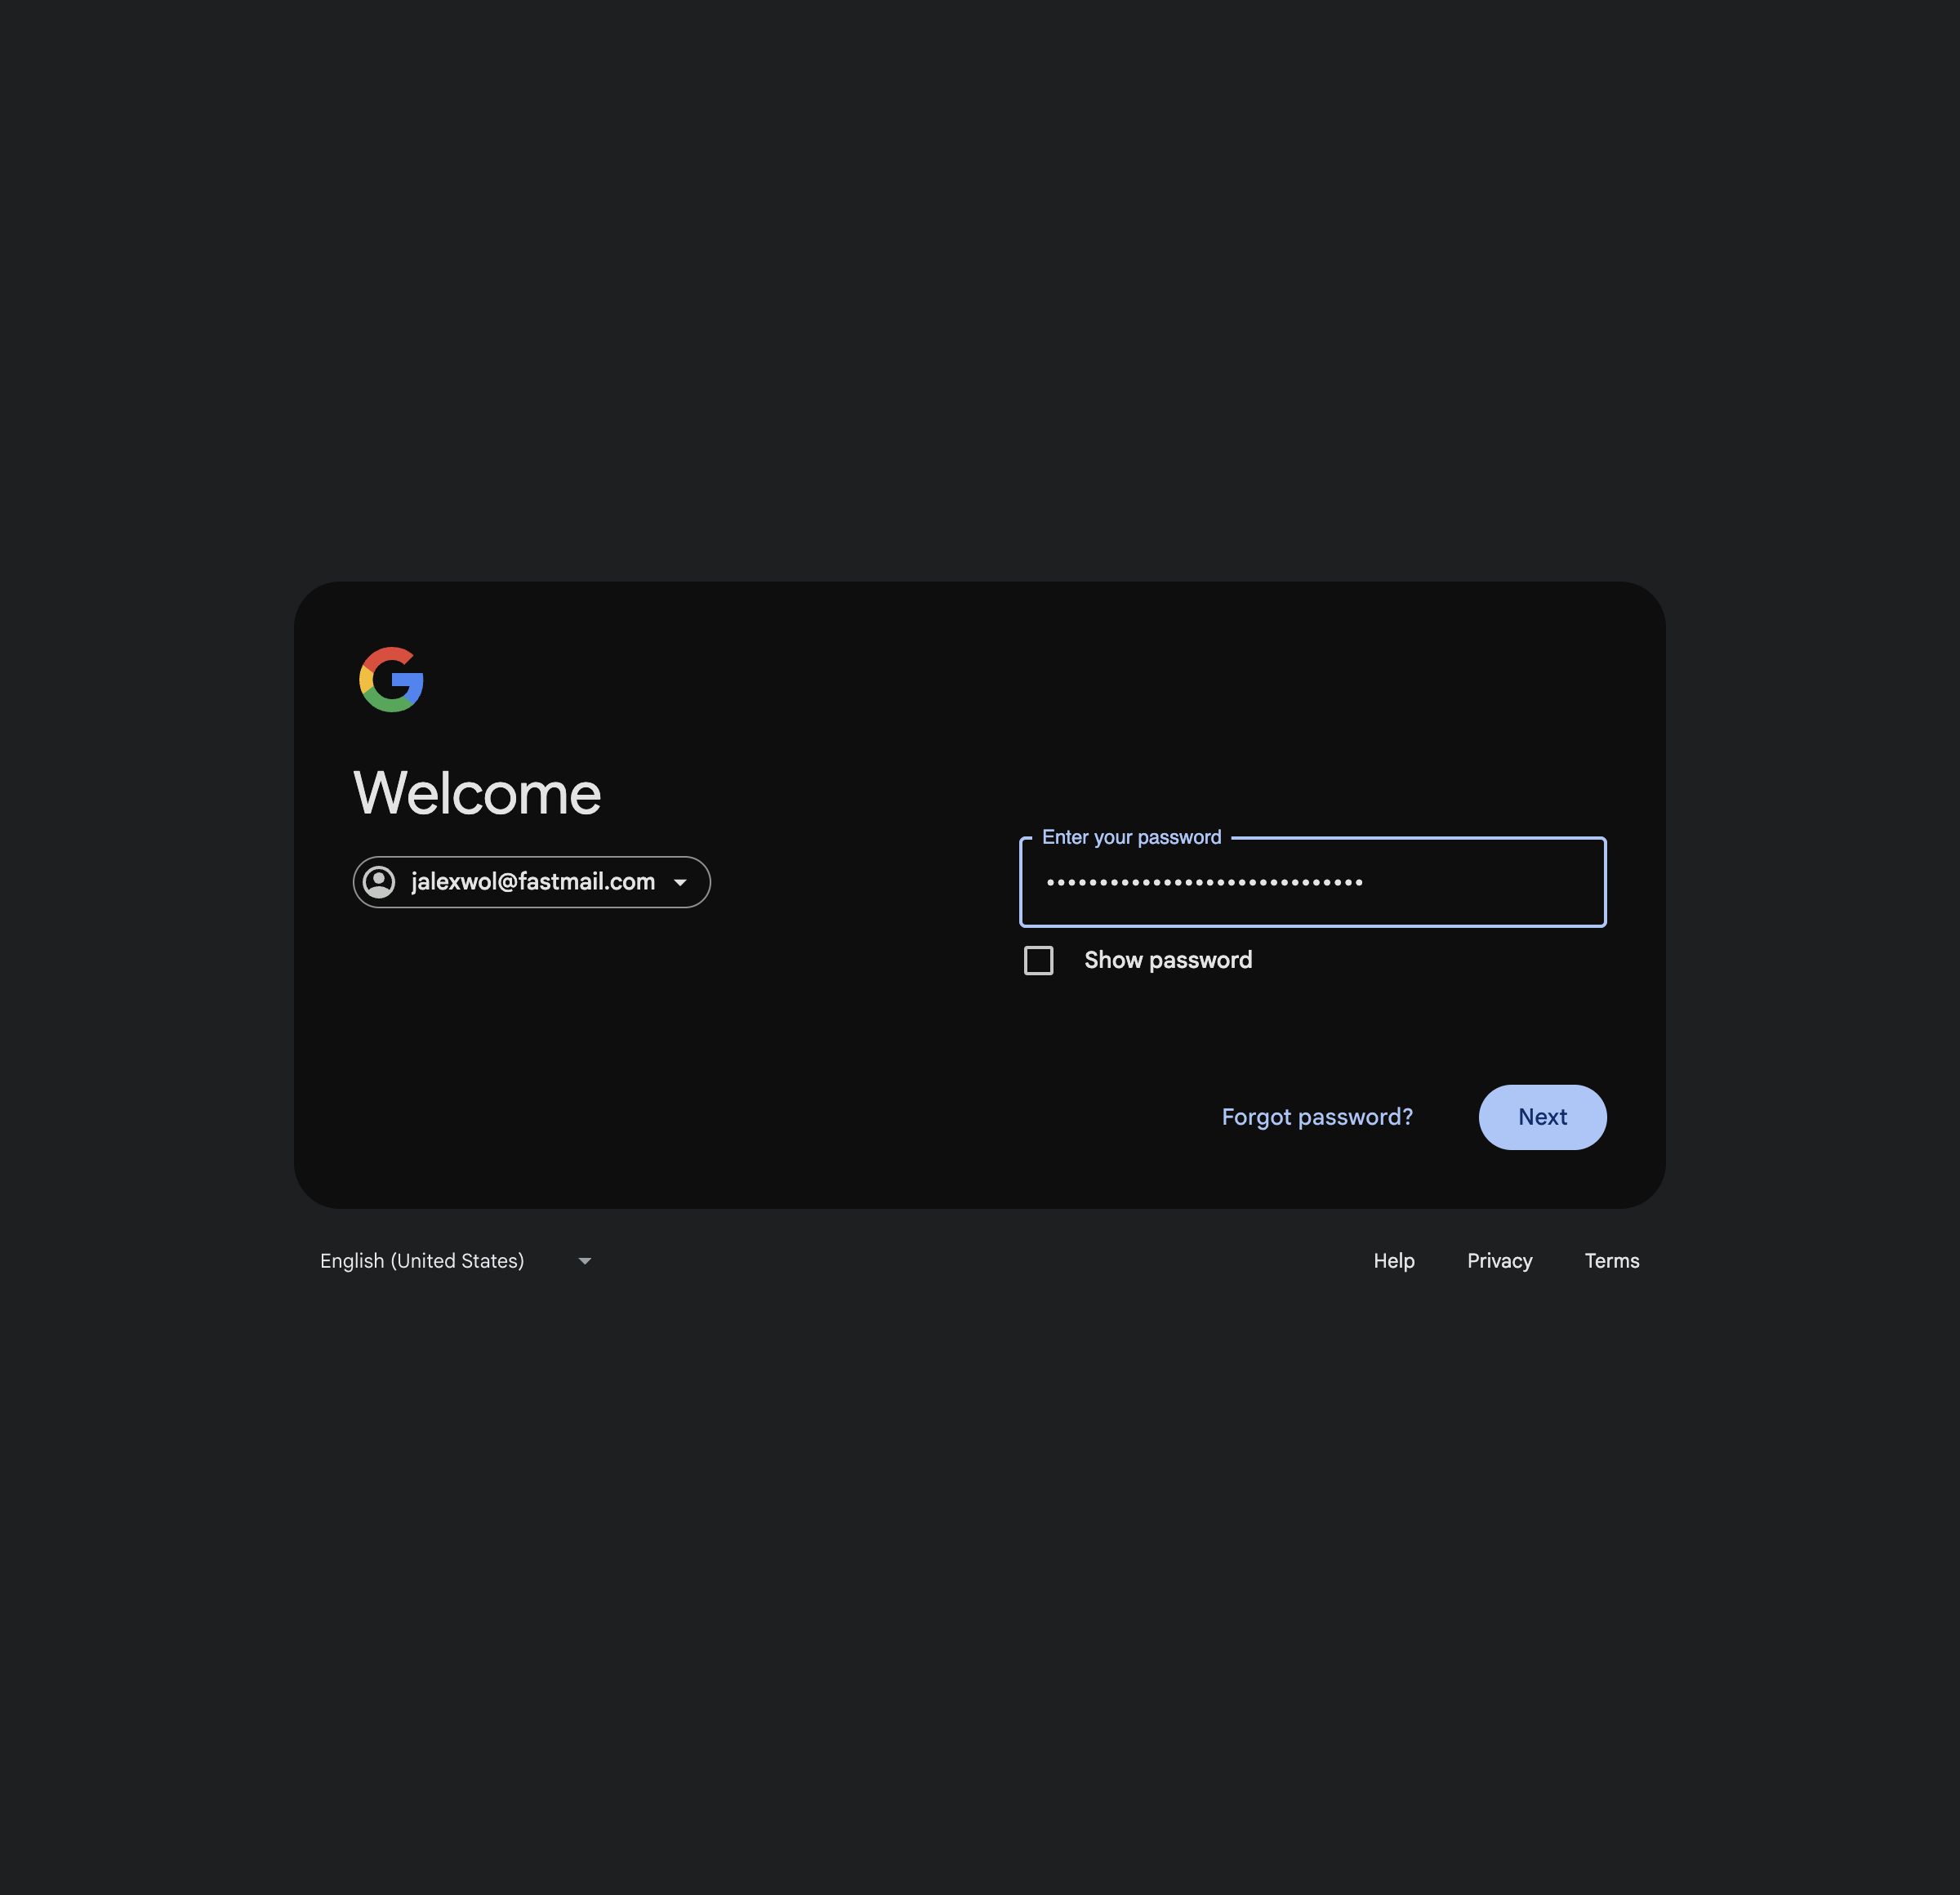 Welcome
jalexwol@fastmail.com
Enter your password
••••••••••••••••••••••••••••••
Show password
Forgot password?
Next
English (United States)
Help
Privacy
Terms